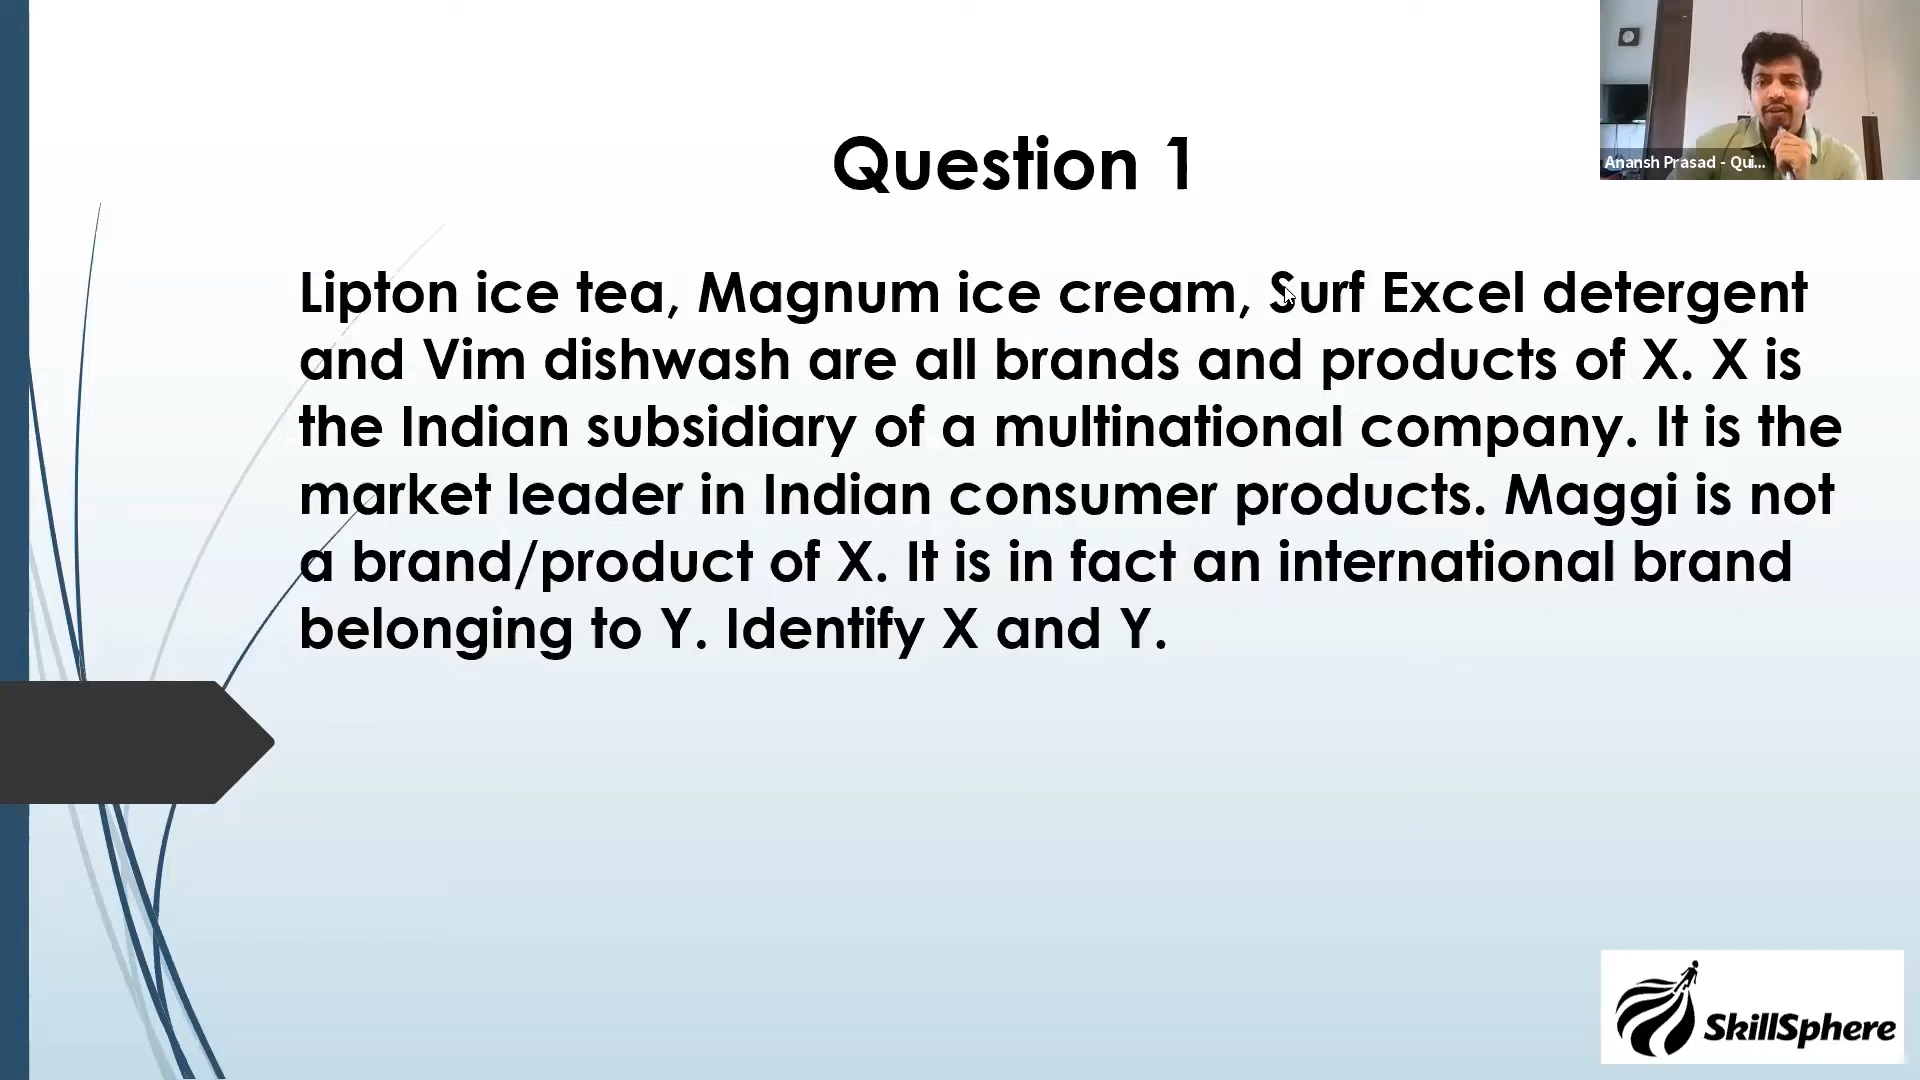 Anansh Prasad - Qui...
Question 1
Lipton ice tea, Magnum ice cream, Surf Excel detergent
and Vim dishwash are all brands and products of X. X is
the Indian subsidiary of a multinational company. It is the
market leader in Indian consumer products. Maggi is not
a brand/product of X. It is in fact an international brand
belonging to Y. Identify X and Y.
SkillSphere